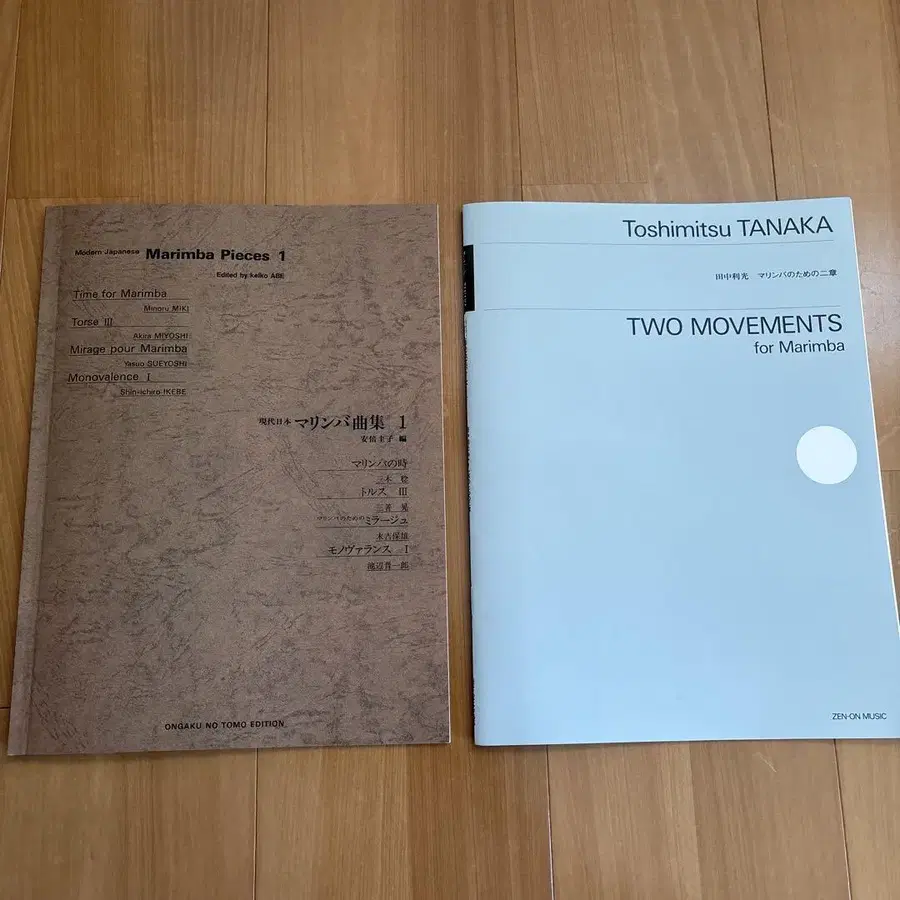 Modern Japanese Marimba Pieces 1
Edited by keiko ABE
Time for Marimba
Minoru MIKI
Torse III
Akira MIYOSHI
Mirage pour Marimba
Yasuo SUEYOSHI
Monovalence I
Shin-ichiro IKEBE
現代日本 マリンバ曲集 1
安倍圭子 編
マリンバの時
三木 稔
トルス III
三善 晃
マリンバのための ミラージュ
末吉保雄
モノヴァランス I
池辺晋一郎
ONGAKU NO TOMO EDITION
Toshimitsu TANAKA
田中利光 マリンバのための二章
TWO MOVEMENTS
for Marimba
ZEN-ON MUSIC